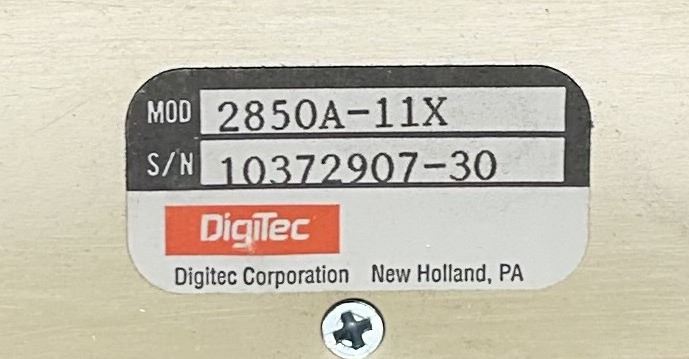 MOD 2850A-11X
S/N 10372907-30
DigiTec
Digitec Corporation New Holland, PA